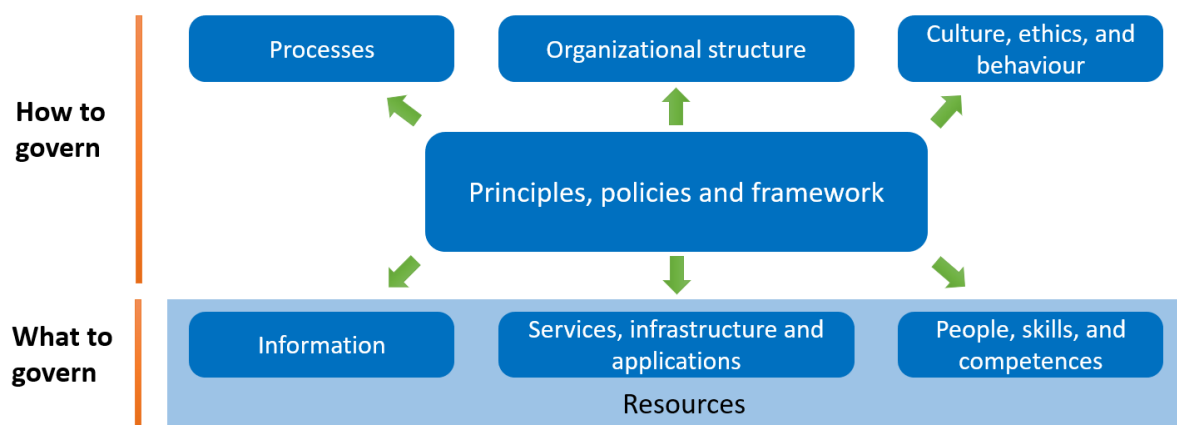 Processes
Organizational structure
Culture, ethics, and
behaviour
How to
govern
Principles, policies and framework
What to
govern
Information
Services, infrastructure and
applications
People, skills, and
competences
Resources